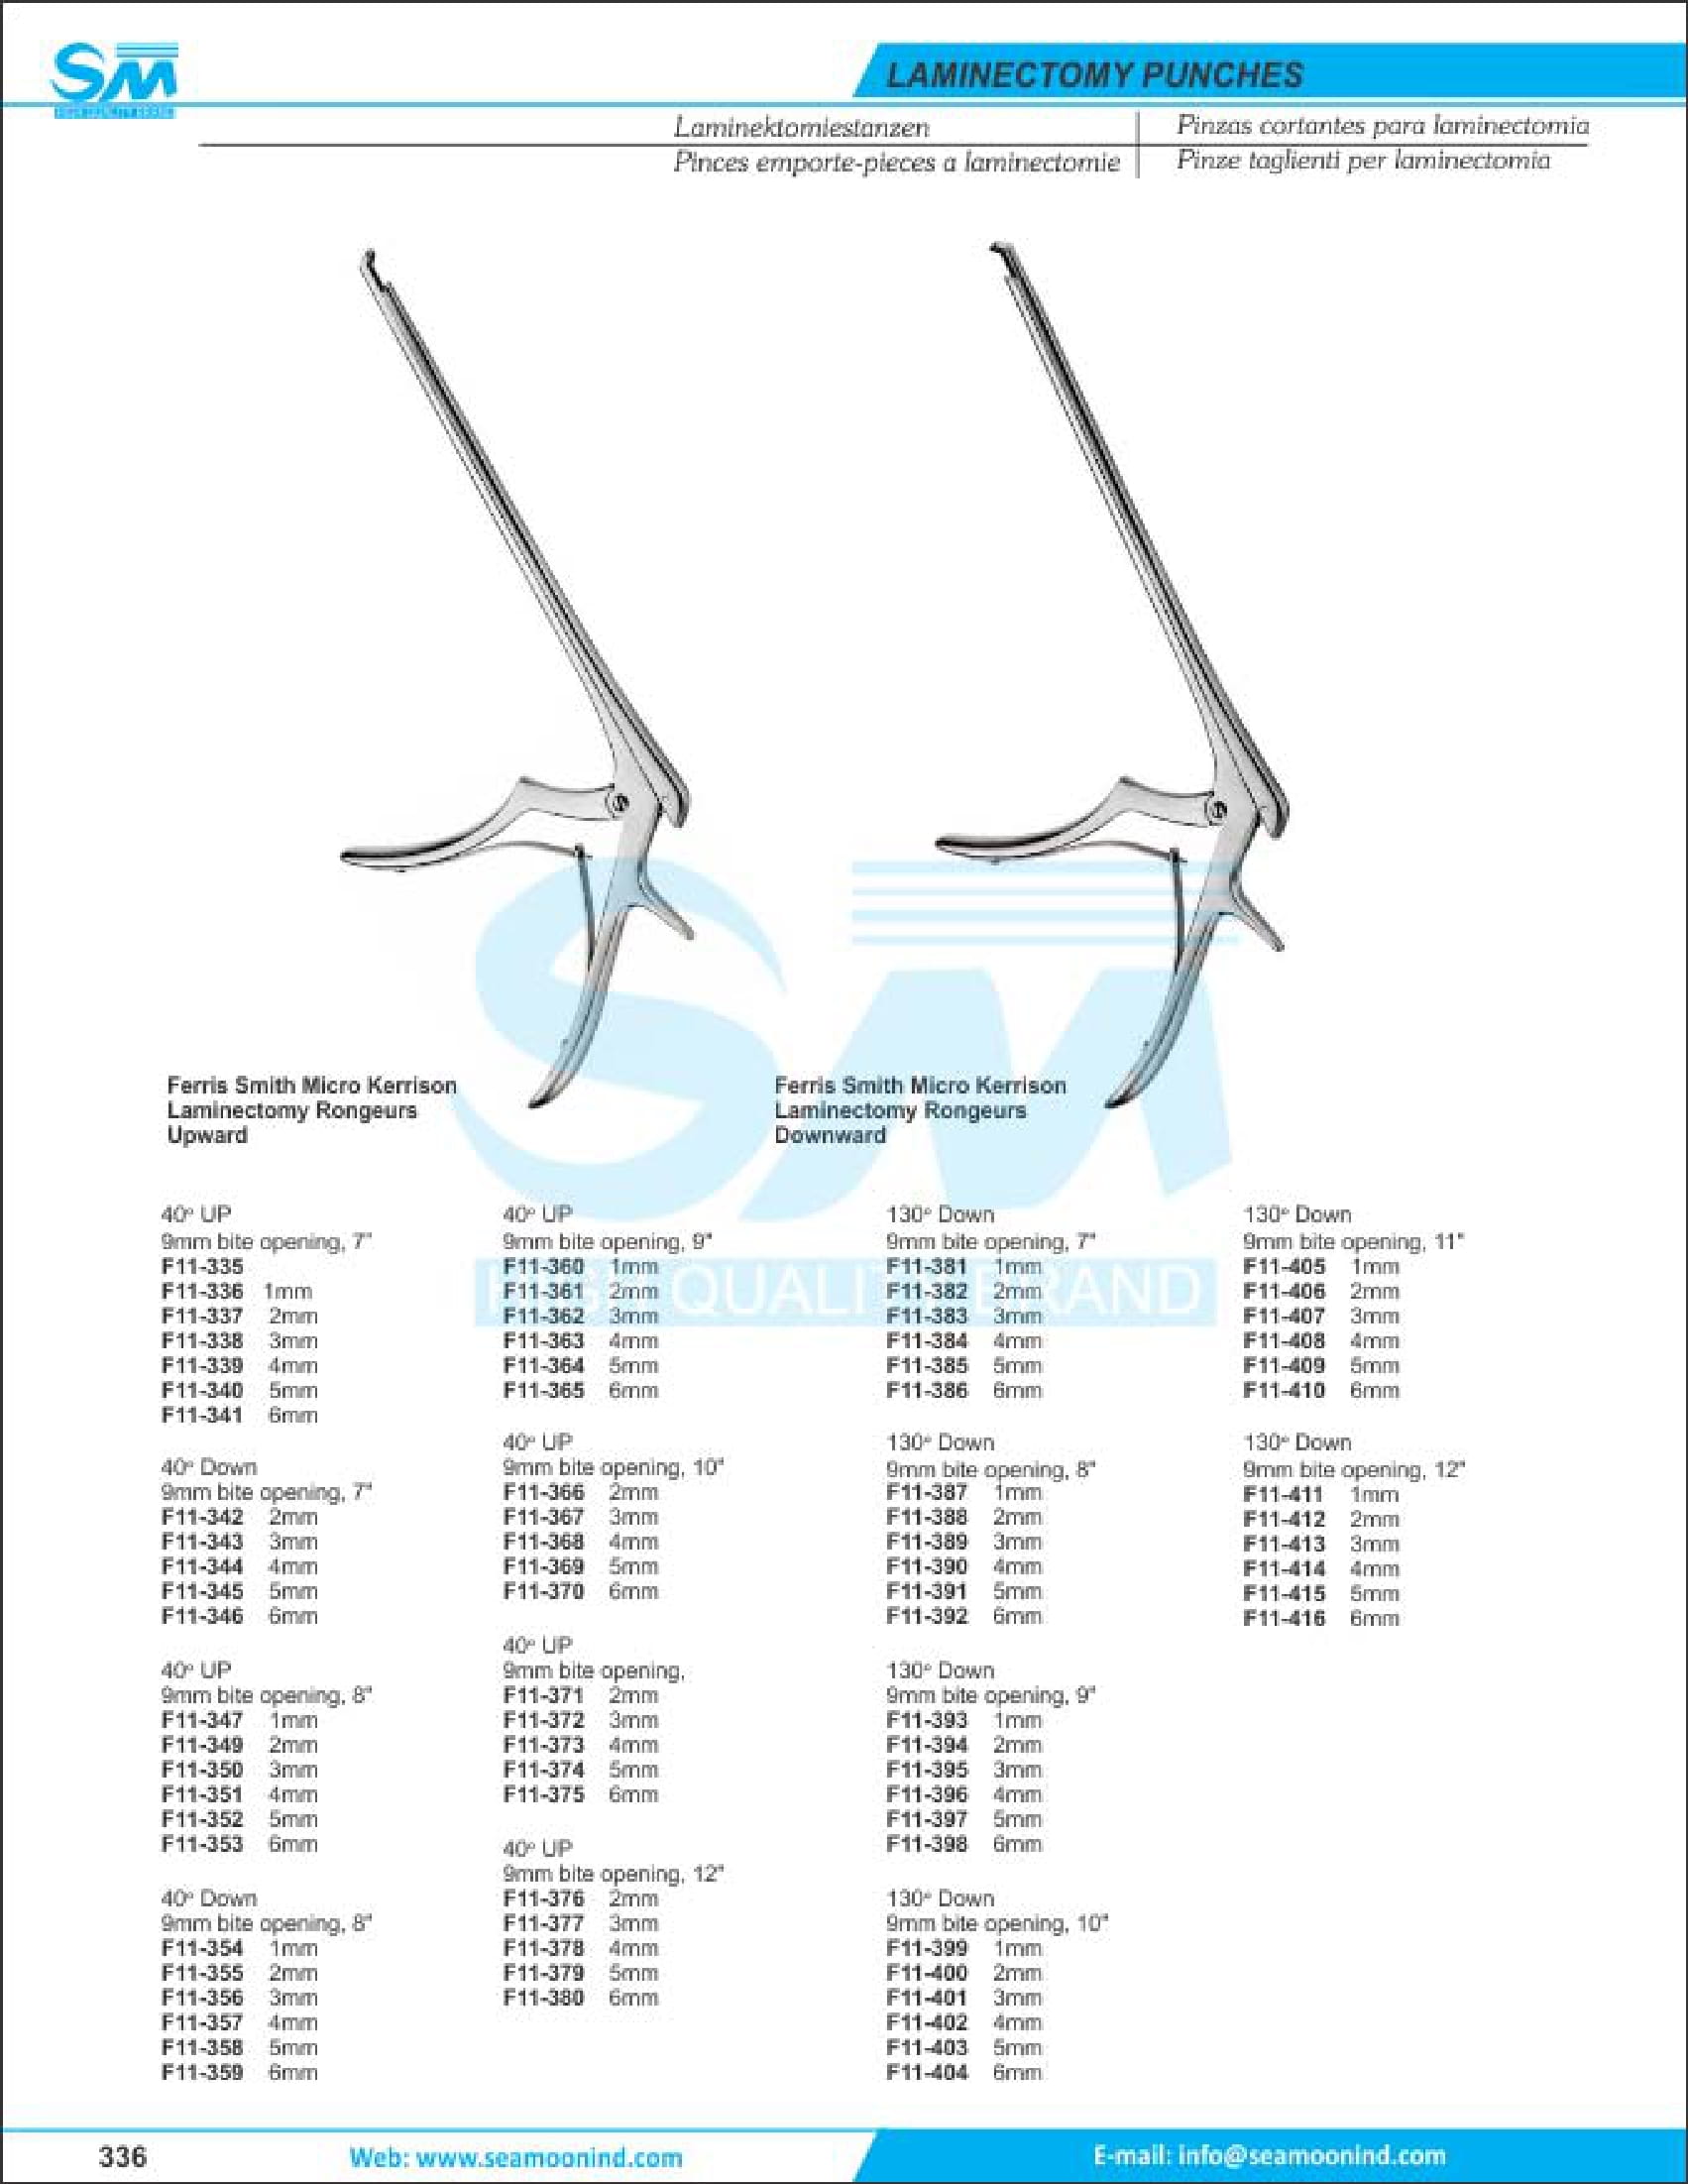 SM
LAMINECTOMY PUNCHES
Laminektomiestanzen
Pinces emporte-pieces a laminectomie
Pinzas cortantes para laminectomia
Pinze taglienti per laminectomia
Ferris Smith Micro Kerrison
Laminectomy Rongeurs
Upward
Ferris Smith Micro Kerrison
Laminectomy Rongeurs
Downward
SM
HIGH QUALITY BRAND
40° UP
9mm bite opening, 7"
F11-335
F11-336 1mm
F11-337 2mm
F11-338 3mm
F11-339 4mm
F11-340 5mm
F11-341 6mm
40° Down
9mm bite opening, 7"
F11-342 2mm
F11-343 3mm
F11-344 4mm
F11-345 5mm
F11-346 6mm
40° UP
9mm bite opening, 8"
F11-347 1mm
F11-349 2mm
F11-350 3mm
F11-351 4mm
F11-352 5mm
F11-353 6mm
40° Down
9mm bite opening, 8"
F11-354 1mm
F11-355 2mm
F11-356 3mm
F11-357 4mm
F11-358 5mm
F11-359 6mm
40° UP
9mm bite opening, 9"
F11-360 1mm
F11-361 2mm
F11-362 3mm
F11-363 4mm
F11-364 5mm
F11-365 6mm
40° UP
9mm bite opening, 10"
F11-366 2mm
F11-367 3mm
F11-368 4mm
F11-369 5mm
F11-370 6mm
40° UP
9mm bite opening,
F11-371 2mm
F11-372 3mm
F11-373 4mm
F11-374 5mm
F11-375 6mm
40° UP
9mm bite opening, 12"
F11-376 2mm
F11-377 3mm
F11-378 4mm
F11-379 5mm
F11-380 6mm
130° Down
9mm bite opening, 7"
F11-381 1mm
F11-382 2mm
F11-383 3mm
F11-384 4mm
F11-385 5mm
F11-386 6mm
130° Down
9mm bite opening, 8"
F11-387 1mm
F11-388 2mm
F11-389 3mm
F11-390 4mm
F11-391 5mm
F11-392 6mm
130° Down
9mm bite opening, 9"
F11-393 1mm
F11-394 2mm
F11-395 3mm
F11-396 4mm
F11-397 5mm
F11-398 6mm
130° Down
9mm bite opening, 10"
F11-399 1mm
F11-400 2mm
F11-401 3mm
F11-402 4mm
F11-403 5mm
F11-404 6mm
130° Down
9mm bite opening, 11"
F11-405 1mm
F11-406 2mm
F11-407 3mm
F11-408 4mm
F11-409 5mm
F11-410 6mm
130° Down
9mm bite opening, 12"
F11-411 1mm
F11-412 2mm
F11-413 3mm
F11-414 4mm
F11-415 5mm
F11-416 6mm
336
Web: www.seamoonind.com
E-mail: info@seamoonind.com